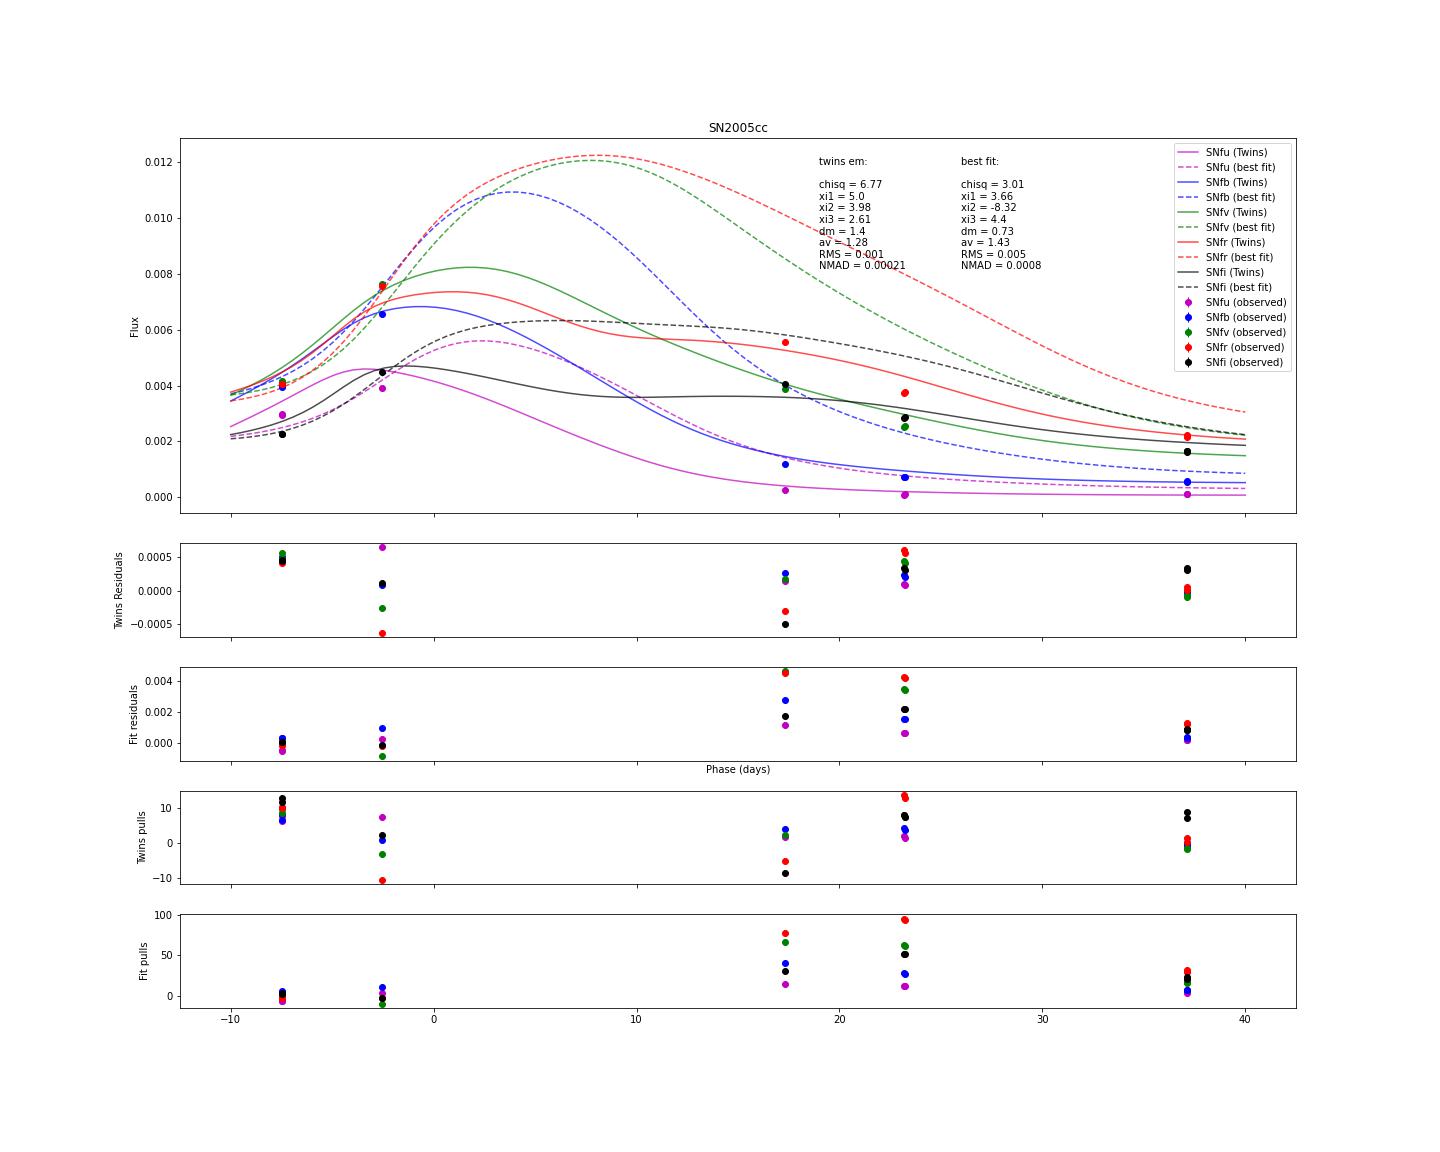 SN2005cc
Flux
0.012
0.010
0.008
0.006
0.004
0.002
0.000
twins em:
chisq = 6.77
xi1 = 5.0
xi2 = 3.98
xi3 = 2.61
dm = 1.4
av = 1.28
RMS = 0.001
NMAD = 0.00021
best fit:
chisq = 3.01
xi1 = 3.66
xi2 = -8.32
xi3 = 4.4
dm = 0.73
av = 1.43
RMS = 0.005
NMAD = 0.0008
SNfu (Twins)
SNfu (best fit)
SNfb (Twins)
SNfb (best fit)
SNfv (Twins)
SNfv (best fit)
SNfr (Twins)
SNfr (best fit)
SNfi (Twins)
SNfi (best fit)
SNfu (observed)
SNfb (observed)
SNfv (observed)
SNfr (observed)
SNfi (observed)
Twins Residuals
0.0005
0.0000
−0.0005
Fit residuals
0.004
0.002
0.000
Phase (days)
Twins pulls
10
0
−10
Fit pulls
100
50
0
−10 0 10 20 30 40